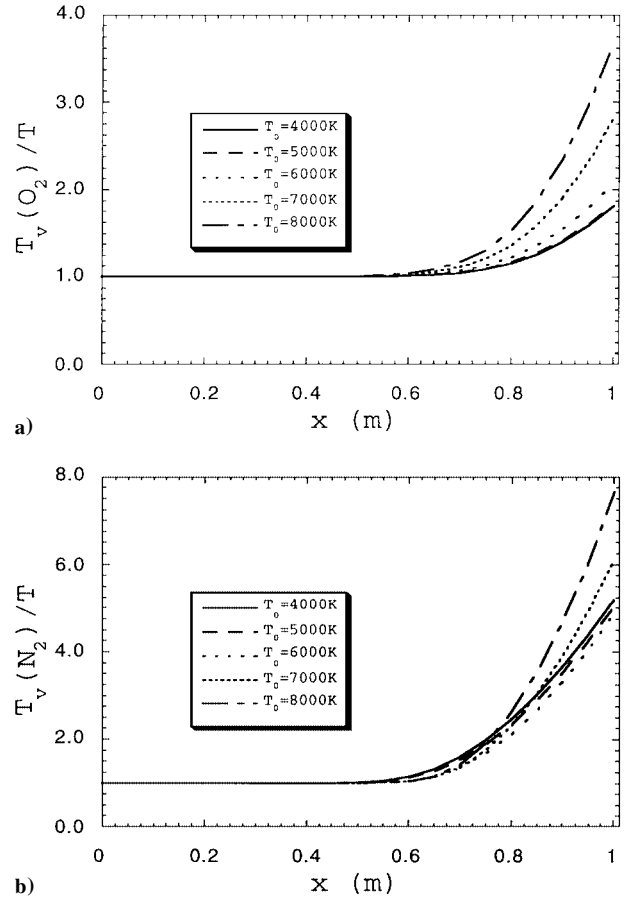 4.0
3.0
2.0
1.0
0.0
T_v(O_2)/T
T_0=4000K
T_0=5000K
T_0=6000K
T_0=7000K
T_0=8000K
0 0.2 0.4 0.6 0.8 1
x (m)
a)
8.0
6.0
4.0
2.0
0.0
T_v(N_2)/T
T_0=4000K
T_0=5000K
T_0=6000K
T_0=7000K
T_0=8000K
0 0.2 0.4 0.6 0.8 1
x (m)
b)